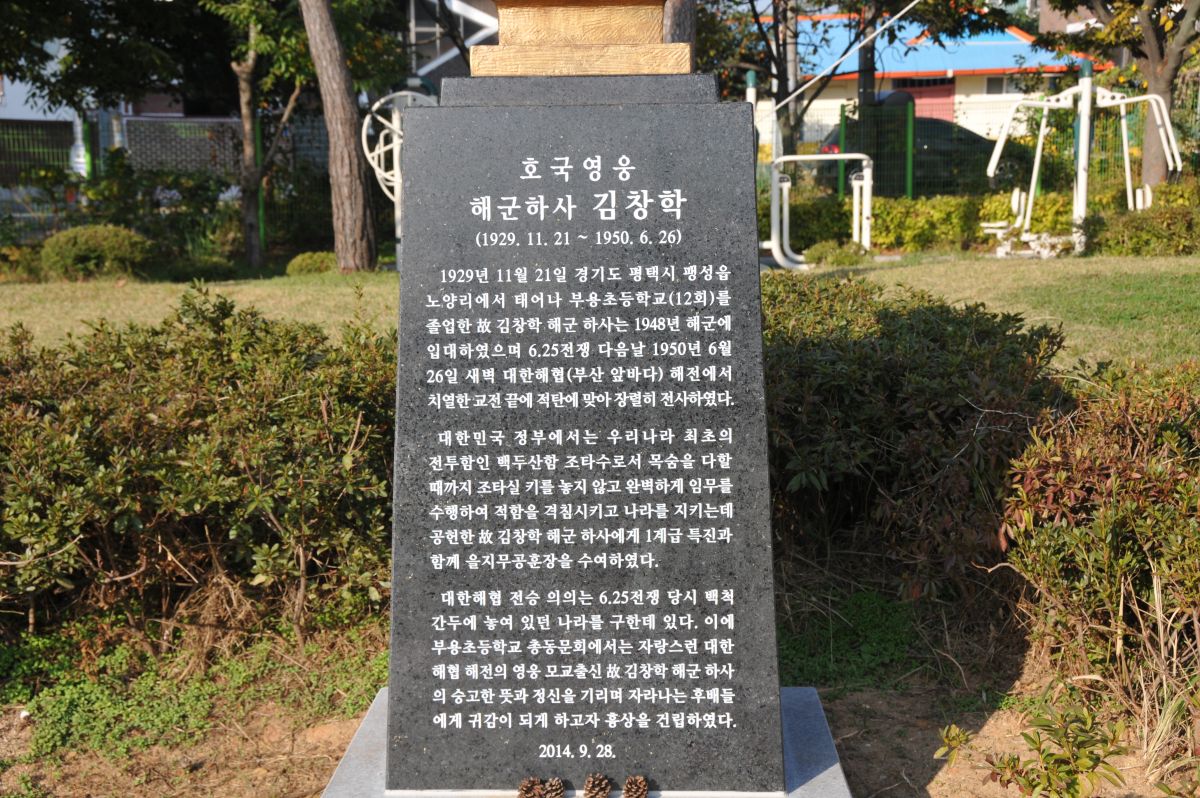 호국영웅
해군하사 김창학
(1929. 11. 21 ~ 1950. 6. 26)
1929년 11월 21일 경기도 평택시 팽성읍
노양리에서 태어나 부용초등학교(12회)를
졸업한 故 김창학 해군 하사는 1948년 해군에
입대하였으며 6.25전쟁 다음날 1950년 6월
26일 새벽 대한해협(부산 앞바다) 해전에서
치열한 교전 끝에 적탄에 맞아 장렬히 전사하였다.
대한민국 정부에서는 우리나라 최초의
전투함인 백두산함 조타수로서 목숨을 다할
때까지 조타실 키를 놓지 않고 완벽하게 임무를
수행하여 적함을 격침시키고 나라를 지키는데
공헌한 故 김창학 해군 하사에게 1계급 특진과
함께 을지무공훈장을 수여하였다.
대한해협 전승 의의는 6.25전쟁 당시 백척
간두에 놓여 있던 나라를 구한데 있다. 이에
부용초등학교 총동문회에서는 자랑스런 대한
해협 해전의 영웅 모교출신 故 김창학 해군 하사
의 숭고한 뜻과 정신을 기리며 자라나는 후배들
에게 귀감이 되게 하고자 흉상을 건립하였다.
2014. 9. 28.